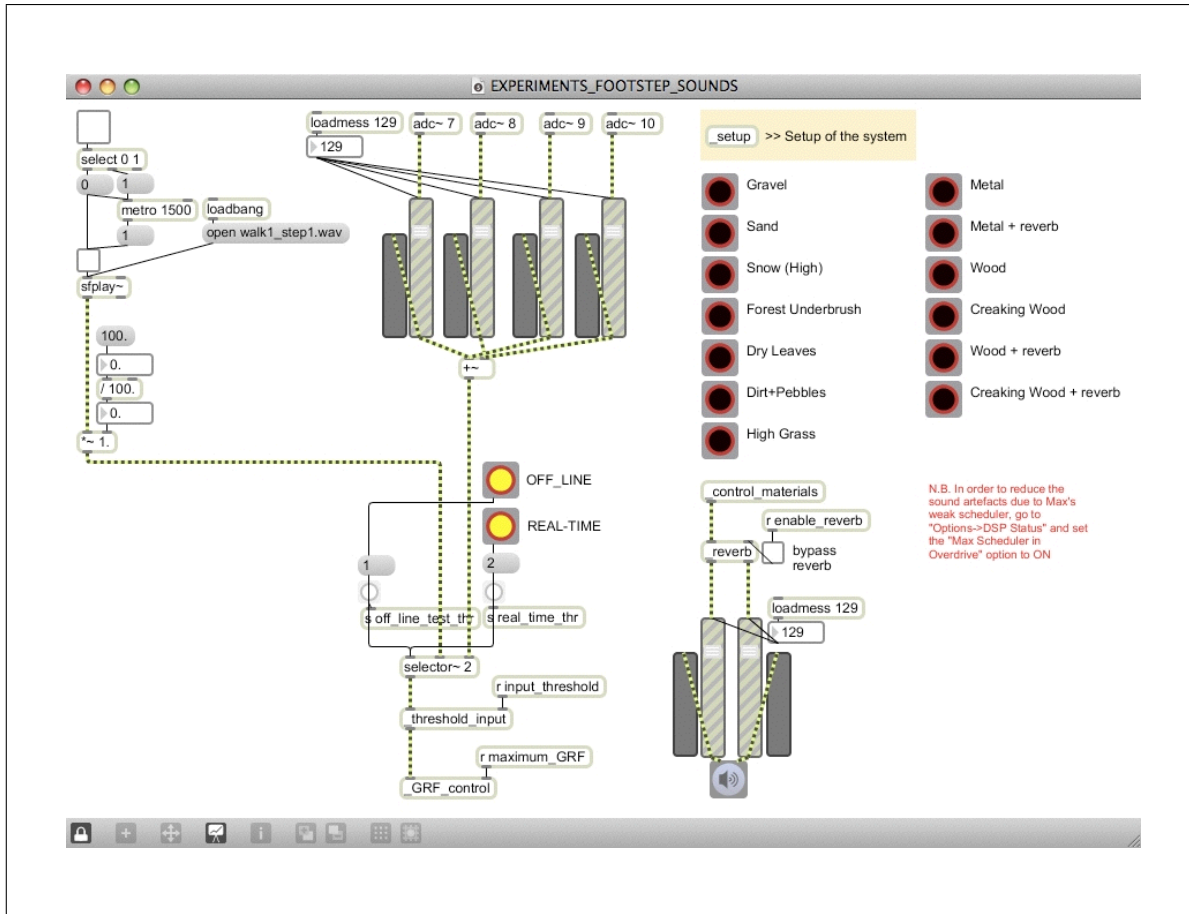 EXPERIMENTS_FOOTSTEP_SOUNDS
select 0 1
0
1
metro 1500
loadbang
1
open walk1_step1.wav
sfplay~
100.
0.
/ 100.
0.
*~ 1.
loadmess 129
129
adc~ 7
adc~ 8
adc~ 9
adc~ 10
+~
OFF_LINE
REAL-TIME
1
2
s off_line_test_thr
s real_time_thr
selector~ 2
r input_threshold
_threshold_input
r maximum_GRF
_GRF_control
_setup
>> Setup of the system
Gravel
Sand
Snow (High)
Forest Underbrush
Dry Leaves
Dirt+Pebbles
High Grass
Metal
Metal + reverb
Wood
Creaking Wood
Wood + reverb
Creaking Wood + reverb
_control_materials
r enable_reverb
_reverb
bypass
reverb
loadmess 129
129
N.B. In order to reduce the
sound artefacts due to Max's
weak scheduler, go to
"Options->DSP Status" and set
the "Max Scheduler in
Overdrive" option to ON